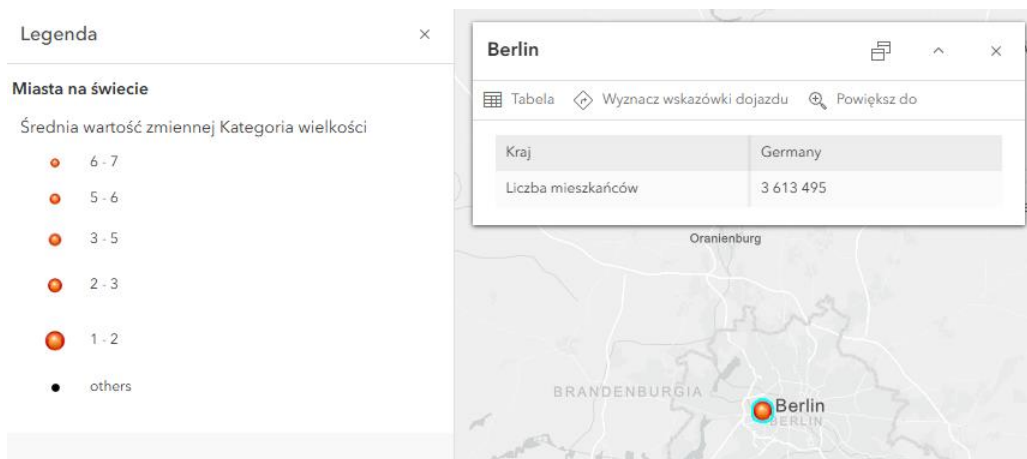 Legenda
Miasta na świecie
Średnia wartość zmiennej Kategoria wielkości
6 - 7
5 - 6
3 - 5
2 - 3
1 - 2
others
Berlin
Tabela Wyznacz wskazówki dojazdu Powiększ do
Kraj Germany
Liczba mieszkańców 3 613 495
Oranienburg
BRANDENBURGIA
Berlin
BERLIN